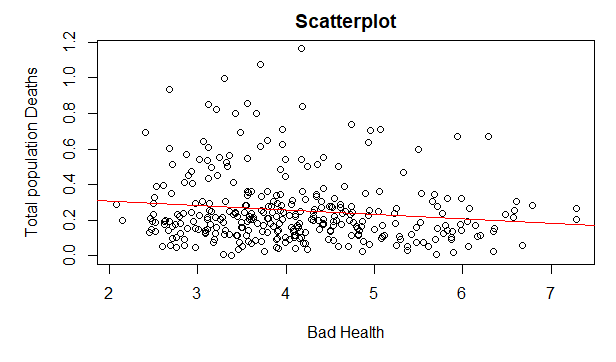 Scatterplot
Total population Deaths
0.0 0.2 0.4 0.6 0.8 1.0 1.2
2 3 4 5 6 7
Bad Health